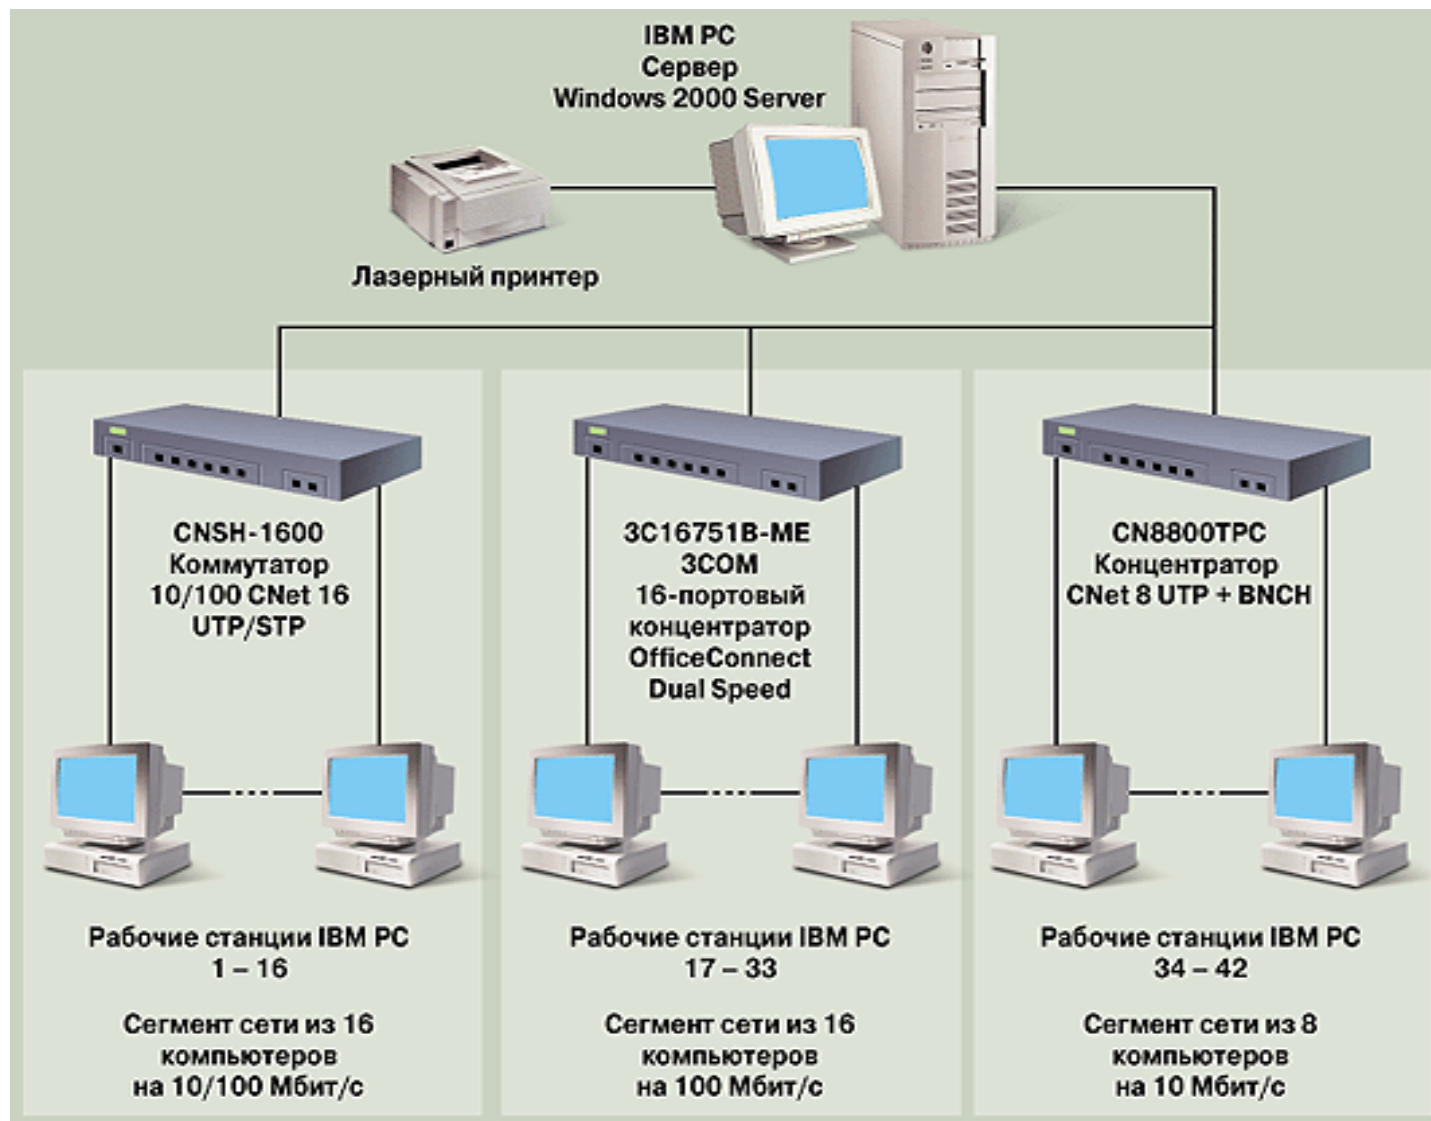 IBM PC
Сервер
Windows 2000 Server
Лазерный принтер
CNSH-1600
Коммутатор
10/100 CNet 16
UTP/STP
3C16751B-ME
3COM
16-портовый
концентратор
OfficeConnect
Dual Speed
CN8800TPC
Концентратор
CNet 8 UTP + BNCH
Рабочие станции IBM PC
1 – 16
Сегмент сети из 16
компьютеров
на 10/100 Мбит/с
Рабочие станции IBM PC
17 – 33
Сегмент сети из 16
компьютеров
на 100 Мбит/с
Рабочие станции IBM PC
34 – 42
Сегмент сети из 8
компьютеров
на 10 Мбит/с